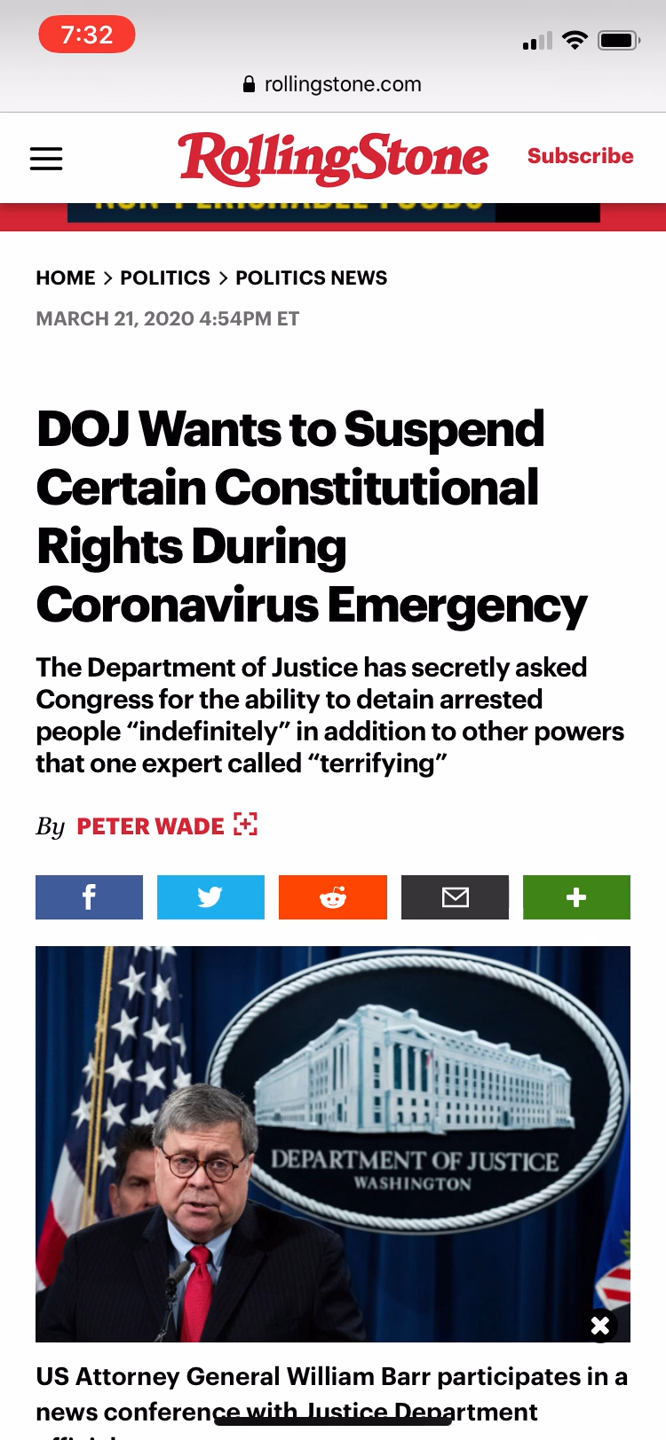 7:32
rollingstone.com
RollingStone
Subscribe
NON-PERISHABLE FOODS
HOME > POLITICS > POLITICS NEWS
MARCH 21, 2020 4:54PM ET
DOJ Wants to Suspend
Certain Constitutional
Rights During
Coronavirus Emergency
The Department of Justice has secretly asked
Congress for the ability to detain arrested
people “indefinitely” in addition to other powers
that one expert called “terrifying”
By PETER WADE
DEPARTMENT OF JUSTICE
WASHINGTON
US Attorney General William Barr participates in a
news conference with Justice Department